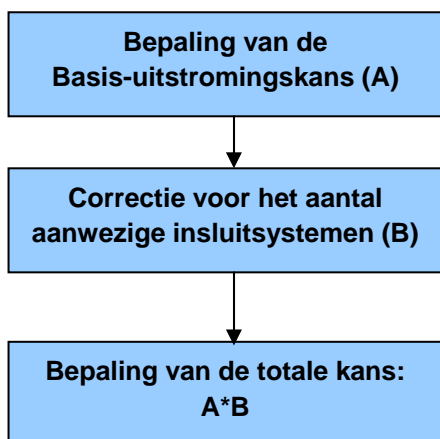 Bepaling van de
Basis-uitstromingskans (A)
Correctie voor het aantal
aanwezige insluitsystemen (B)
Bepaling van de totale kans:
A*B